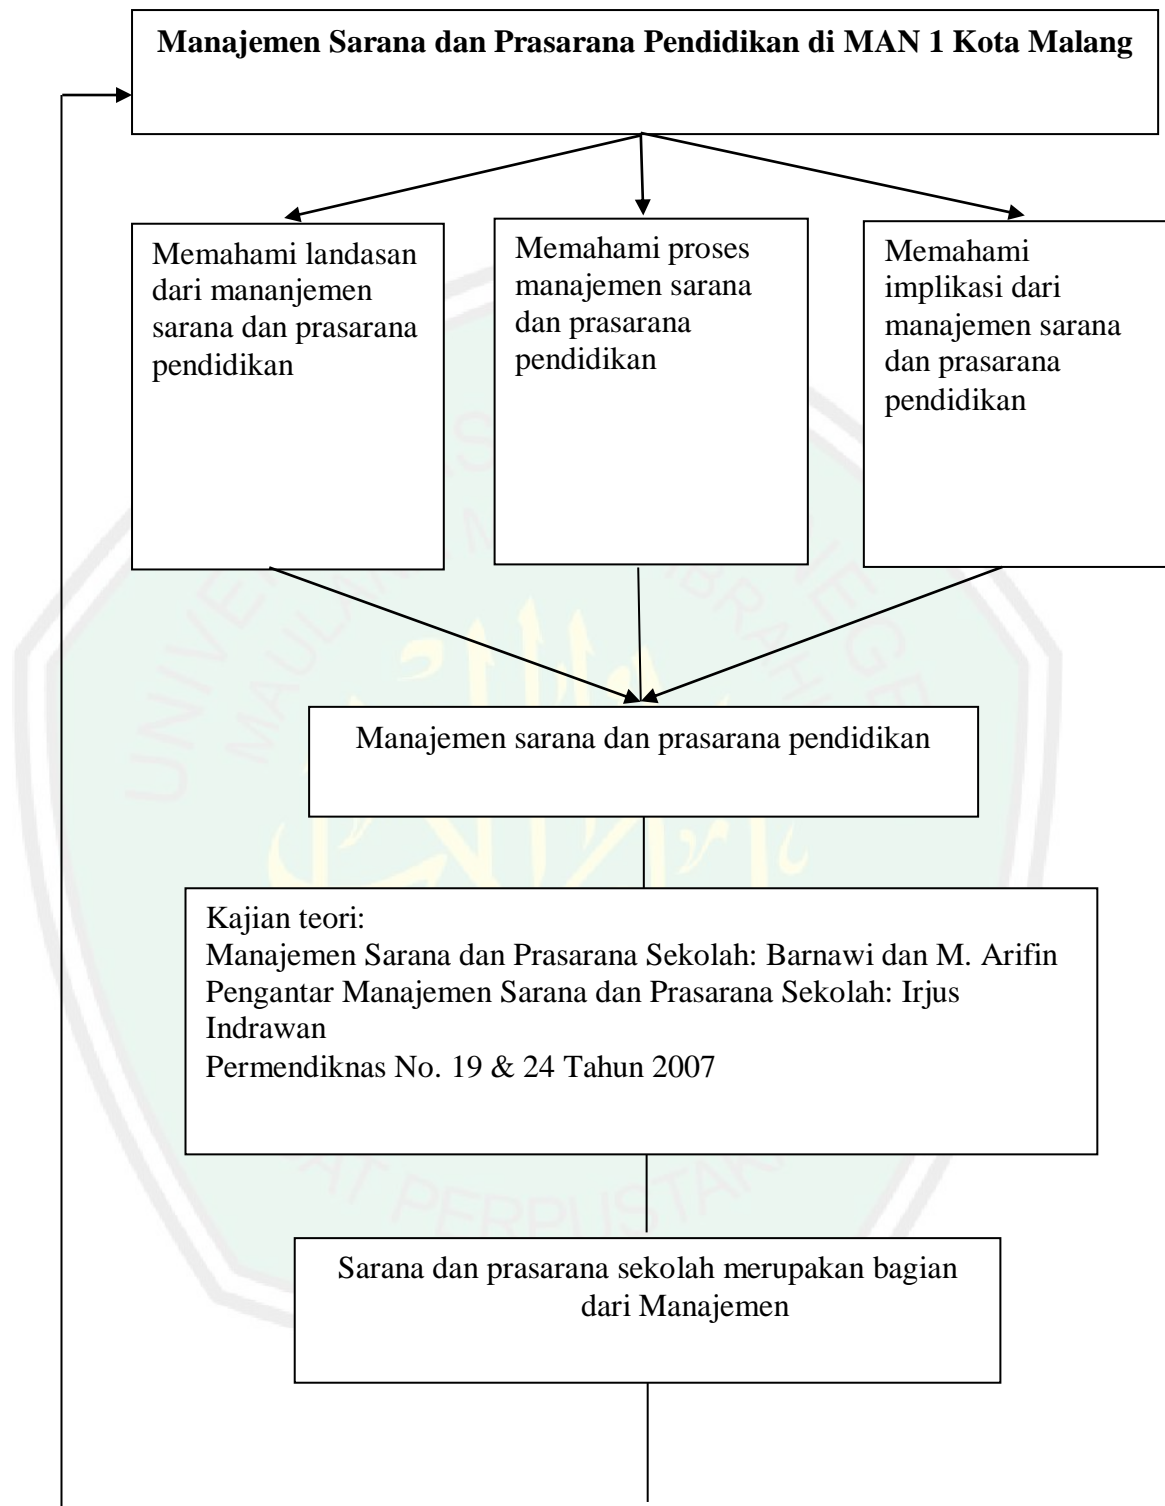 Manajemen Sarana dan Prasarana Pendidikan di MAN 1 Kota Malang
Memahami landasan
dari mananjemen
sarana dan prasarana
pendidikan
Memahami proses
manajemen sarana
dan prasarana
pendidikan
Memahami
implikasi dari
manajemen sarana
dan prasarana
pendidikan
Manajemen sarana dan prasarana pendidikan
Kajian teori:
Manajemen Sarana dan Prasarana Sekolah: Barnawi dan M. Arifin
Pengantar Manajemen Sarana dan Prasarana Sekolah: Irjus
Indrawan
Permendiknas No. 19 & 24 Tahun 2007
Sarana dan prasarana sekolah merupakan bagian
dari Manajemen